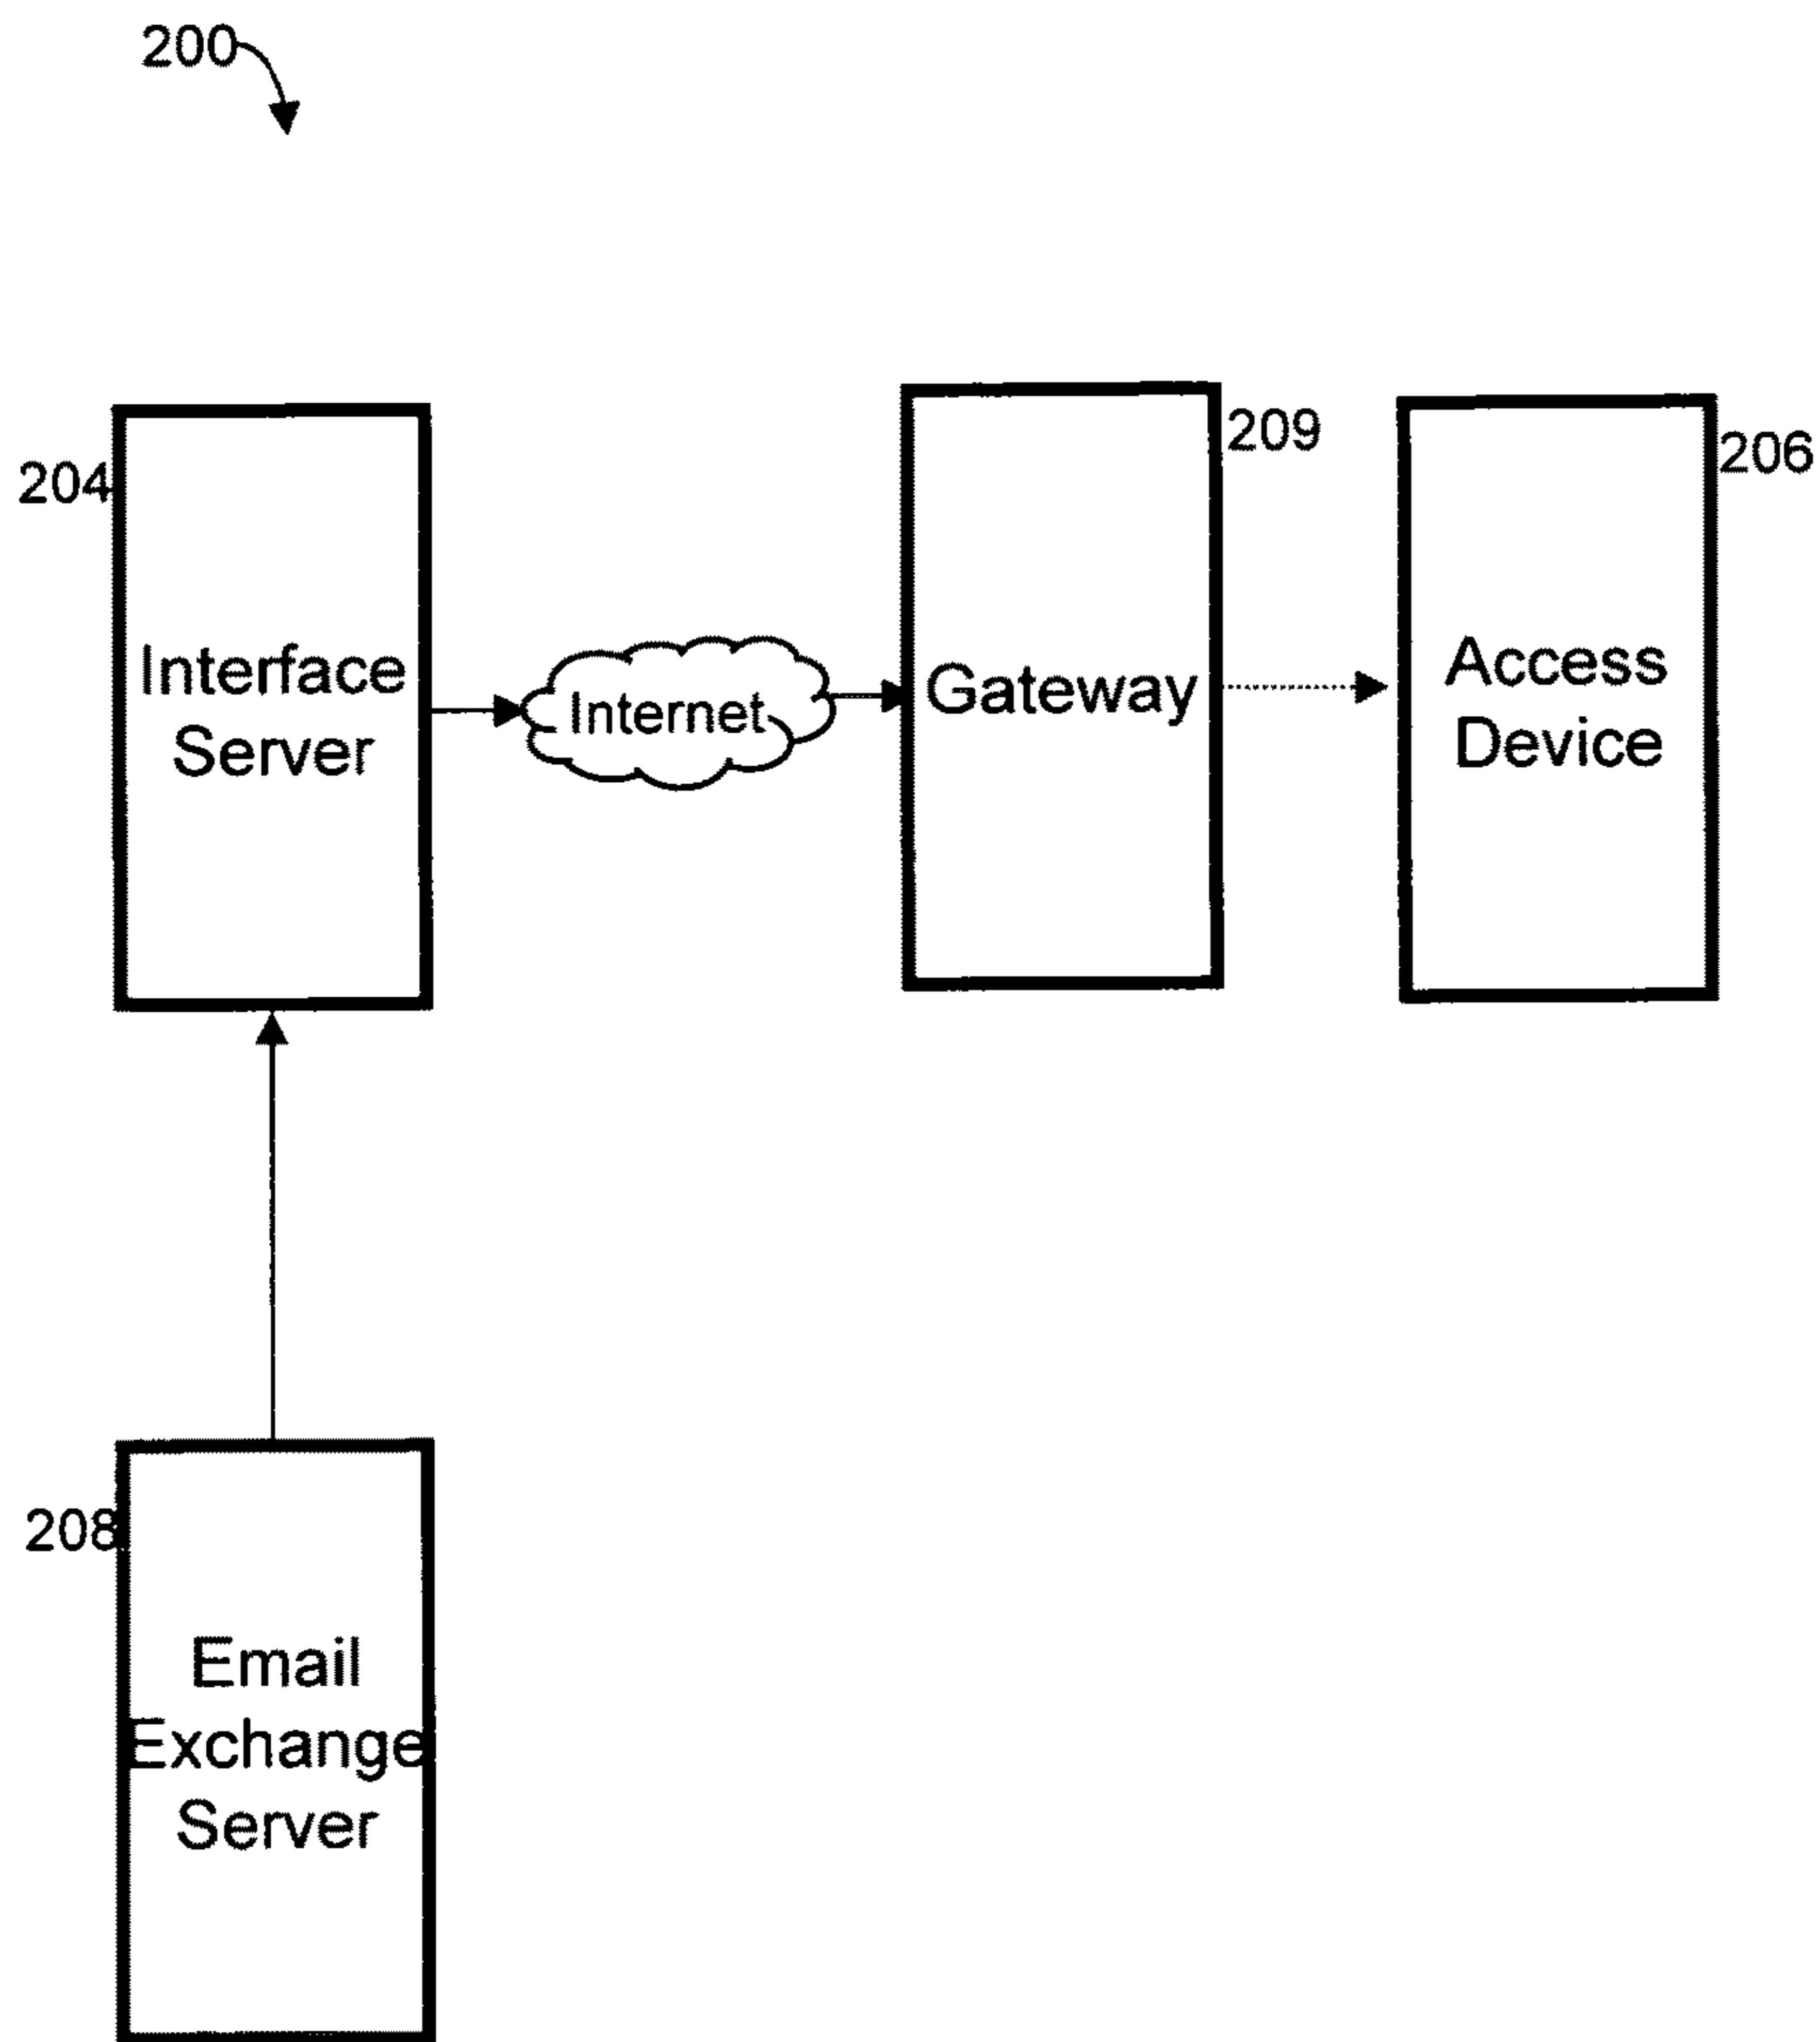 200
204
Interface
Server
Internet
209
Gateway
206
Access
Device
208
Email
Exchange
Server